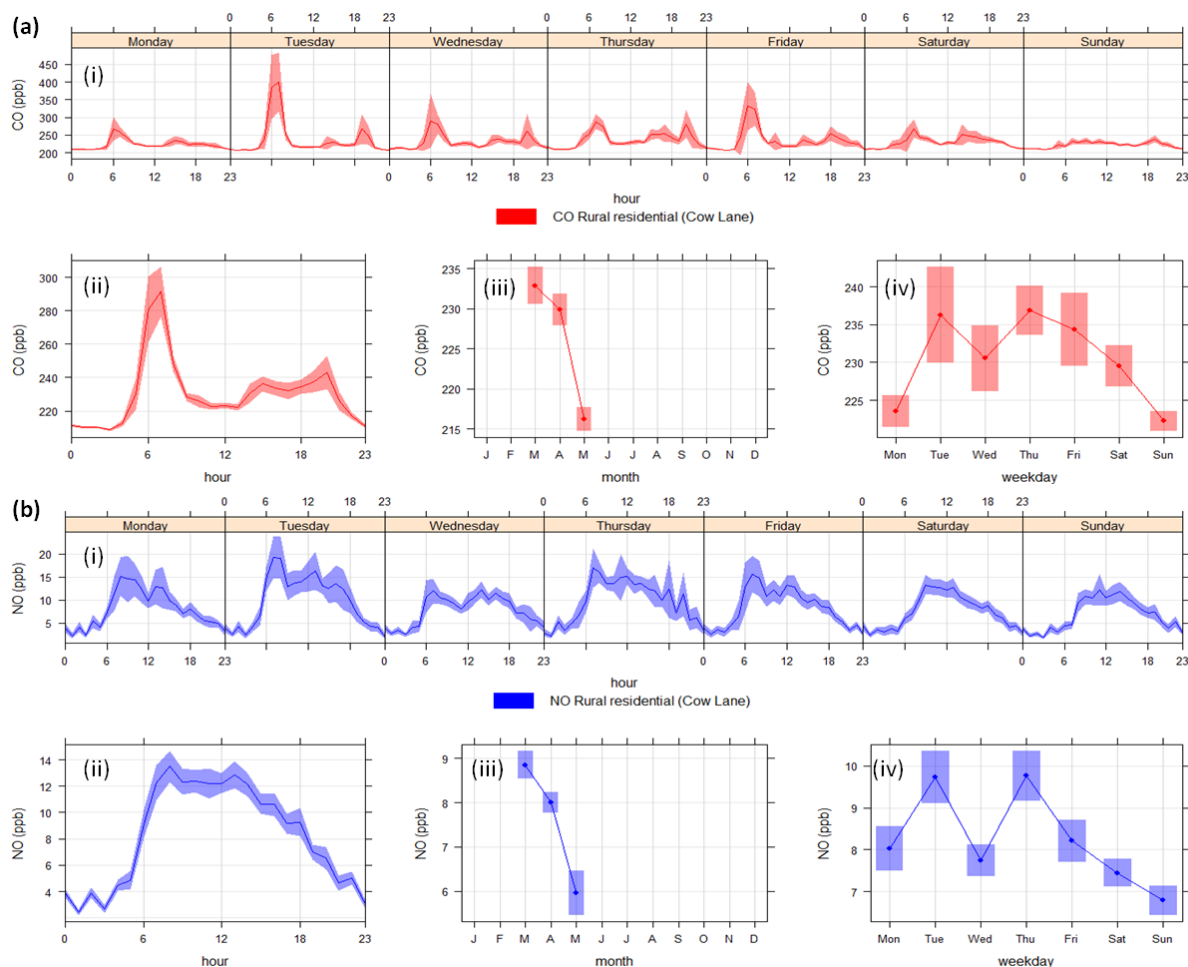 (a)
0 6 12 18 23 0 6 12 18 23 0 6 12 18 23
Monday Tuesday Wednesday Thursday Friday Saturday Sunday
(i)
CO (ppb)
450
400
350
300
250
200
0 6 12 18 23 0 6 12 18 23 0 6 12 18 23 0 6 12 18 23
hour
CO Rural residential (Cow Lane)
(ii)
CO (ppb)
300
280
260
240
220
0 6 12 18 23
hour
(iii)
CO (ppb)
235
230
225
220
215
J F M A M J J A S O N D
month
(iv)
CO (ppb)
240
235
230
225
Mon Tue Wed Thu Fri Sat Sun
weekday
(b)
0 6 12 18 23 0 6 12 18 23 0 6 12 18 23
Monday Tuesday Wednesday Thursday Friday Saturday Sunday
(i)
NO (ppb)
20
15
10
5
0 6 12 18 23 0 6 12 18 23 0 6 12 18 23 0 6 12 18 23
hour
NO Rural residential (Cow Lane)
(ii)
NO (ppb)
14
12
10
8
6
4
0 6 12 18 23
hour
(iii)
NO (ppb)
9
8
7
6
J F M A M J J A S O N D
month
(iv)
NO (ppb)
10
9
8
7
Mon Tue Wed Thu Fri Sat Sun
weekday